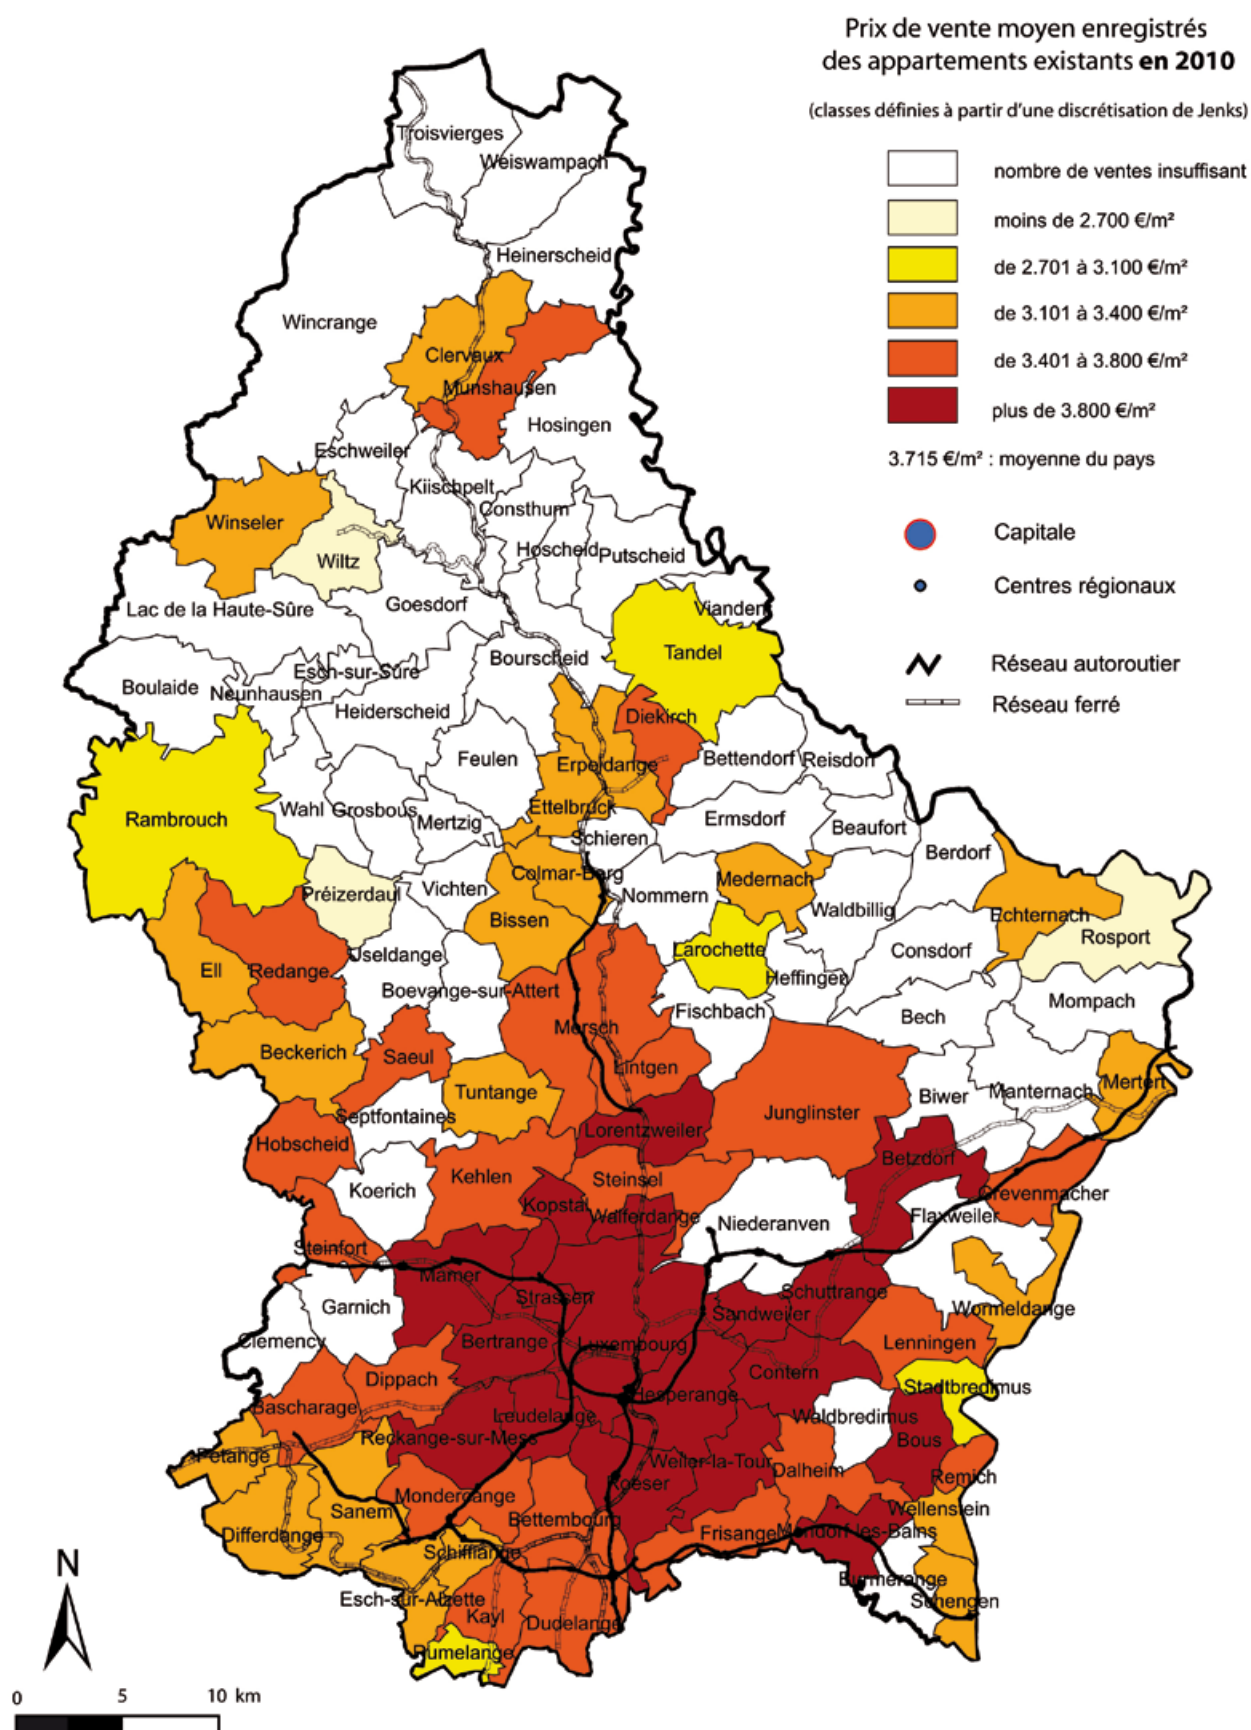 Prix de vente moyen enregistrés
des appartements existants en 2010
(classes définies à partir d'une discrétisation de Jenks)
nombre de ventes insuffisant
moins de 2.700 €/m²
de 2.701 à 3.100 €/m²
de 3.101 à 3.400 €/m²
de 3.401 à 3.800 €/m²
plus de 3.800 €/m²
3.715 €/m² : moyenne du pays
Capitale
Centres régionaux
Réseau autoroutier
Réseau ferré
Troisvierges
Weiswampach
Heinerscheid
Wincrange
Clervaux
Munshausen
Hosingen
Eschweiler
Kiischpelt
Consthum
Winseler
Hoscheid
Putscheid
Wiltz
Goesdorf
Lac de la Haute-Sûre
Vianden
Tandel
Bourscheid
Esch-sur-Sûre
Boulaide
Neunhausen
Heiderscheid
Diekirch
Feulen
Erpeldange
Bettendorf
Reisdorf
Ettelbruck
Wahl
Grosbous
Mertzig
Rambrouch
Ermsdorf
Beaufort
Schieren
Berdorf
Colmar-Berg
Medernach
Préizerdaul
Vichten
Nommern
Waldbillig
Echternach
Bissen
Rosport
Larochette
Consdorf
Useldange
Ell
Redange
Heffingen
Boevange-sur-Attert
Mompach
Fischbach
Bech
Mersch
Beckerich
Saeul
Lintgen
Mertert
Tuntange
Manternach
Biwer
Junglinster
Septfontaines
Lorentzweiler
Hobscheid
Betzdorf
Kehlen
Steinsel
Koerich
Grevenmacher
Kopstal
Walferdange
Niederanven
Flaxweiler
Steinfort
Mamer
Schuttrange
Strassen
Garnich
Wormeldange
Sandweiler
Clemency
Bertrange
Luxembourg
Lenningen
Contern
Dippach
Stadtbredimus
Hesperange
Bascharage
Leudelange
Waldbredimus
Reckange-sur-Mess
Bous
Pétange
Weiler-la-Tour
Dalheim
Remich
Roeser
Mondercange
Sanem
Wellenstein
Bettembourg
Differdange
Frisange
Mondorf-les-Bains
Schifflange
Burmerange
Esch-sur-Alzette
Schengen
Kayl
Dudelange
Rumelange
N
0 5 10 km